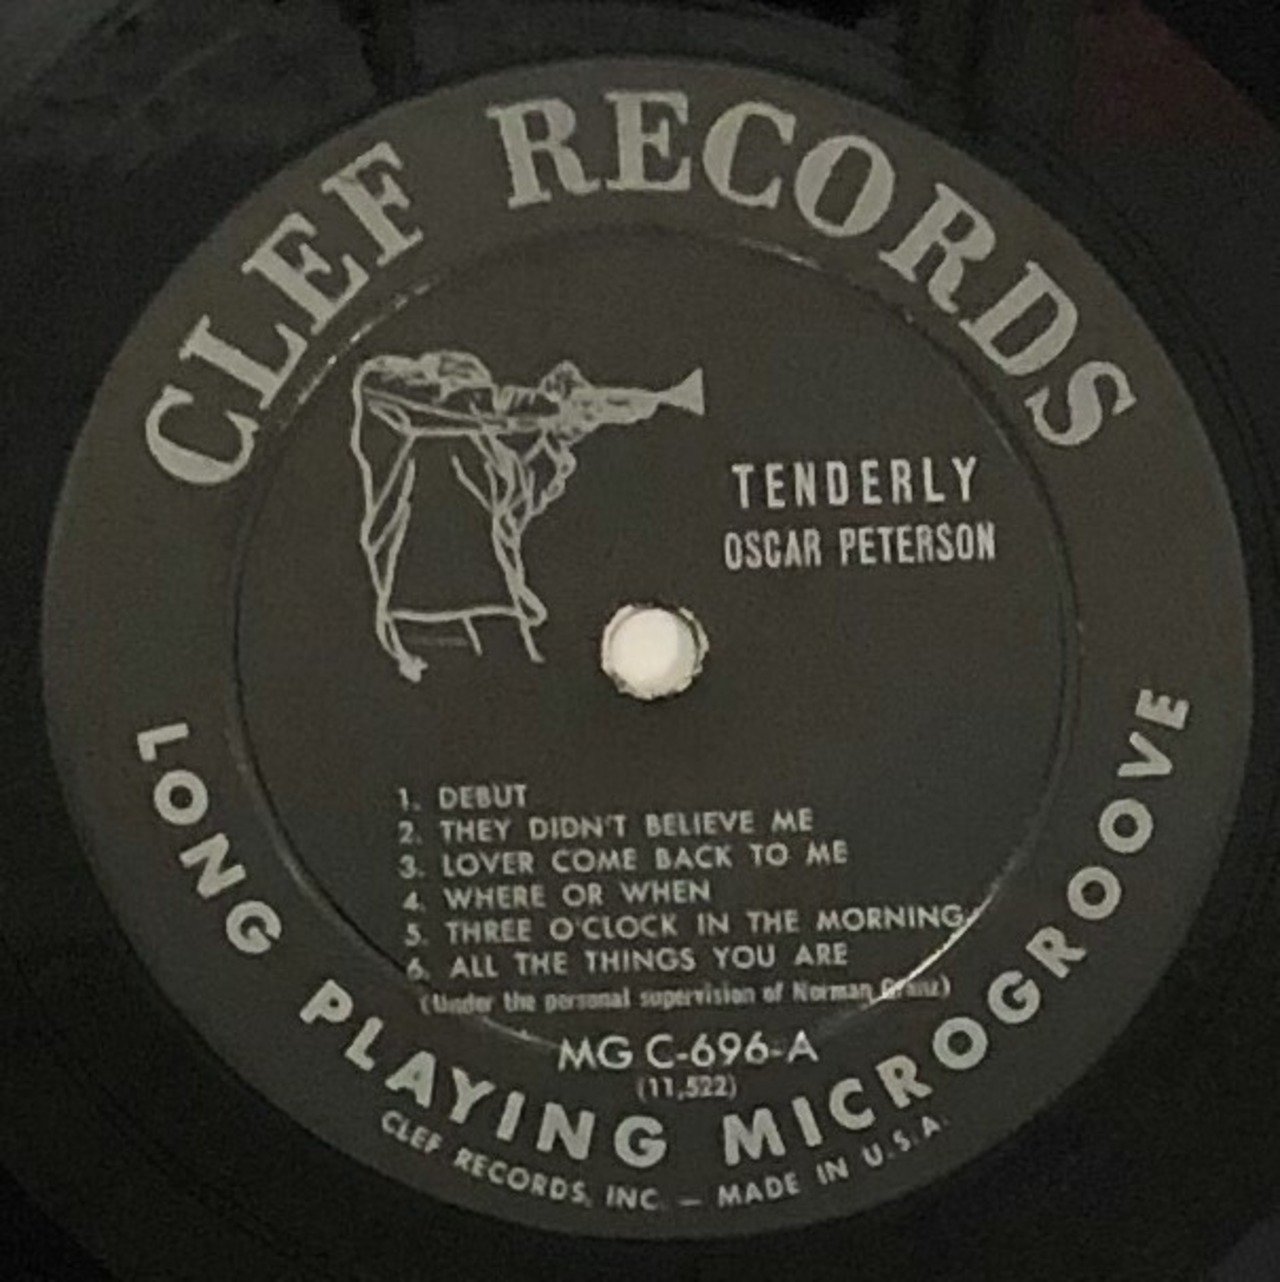 CLEF RECORDS
TENDERLY
OSCAR PETERSON
1. DEBUT
2. THEY DIDN'T BELIEVE ME
3. LOVER COME BACK TO ME
4. WHERE OR WHEN
5. THREE O'CLOCK IN THE MORNING
6. ALL THE THINGS YOU ARE
(Under the personal supervision of Norman Granz)
MG C-696-A
(11,522)
LONG PLAYING MICROGROOVE
CLEF RECORDS, INC. — MADE IN U.S.A.